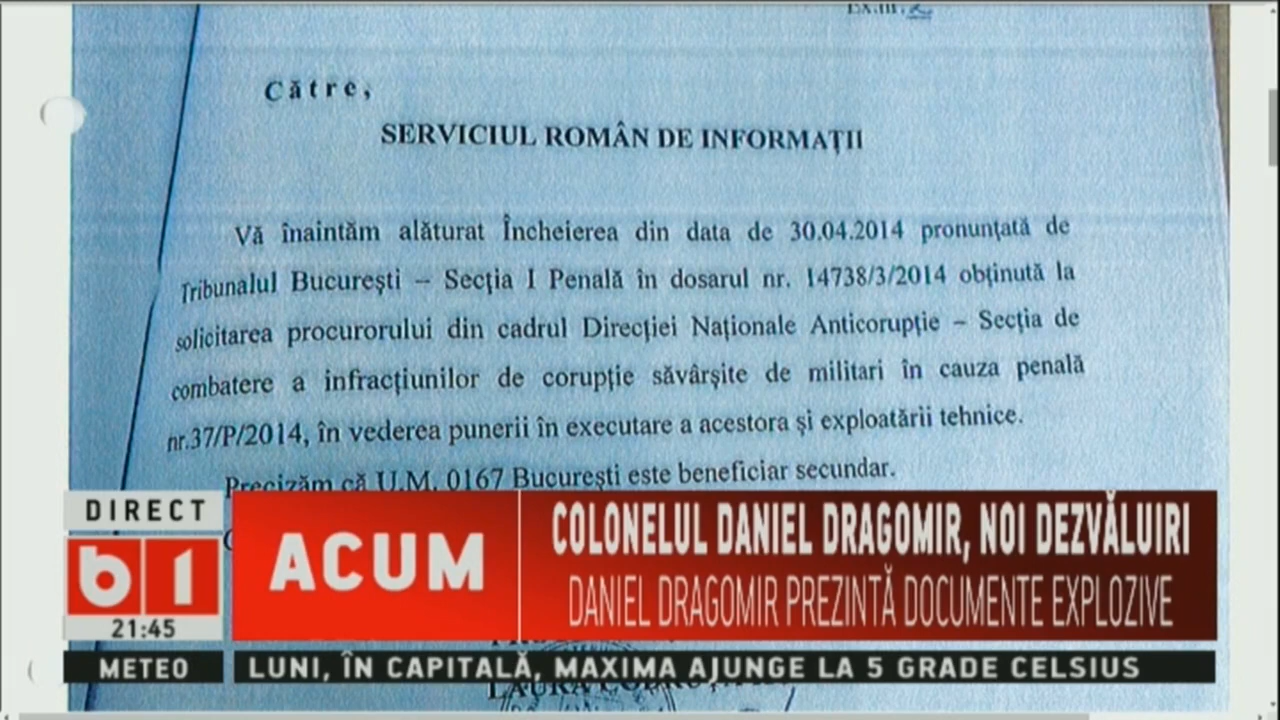 Către,
SERVICIUL ROMÂN DE INFORMAȚII
Vă înaintăm alăturat Încheierea din data de 30.04.2014 pronunțată de
Tribunalul București – Secția I Penală în dosarul nr. 14738/3/2014 obținută la
solicitarea procurorului din cadrul Direcției Naționale Anticorupție – Secția de
combatere a infracțiunilor de corupție săvârșite de militari în cauza penală
nr.37/P/2014, în vederea punerii în executare a acestora și exploatării tehnice.
Precizăm că U.M. 0167 București este beneficiar secundar.
DIRECT
b1
21:45
ACUM
COLONELUL DANIEL DRAGOMIR, NOI DEZVĂLUIRI
DANIEL DRAGOMIR PREZINTĂ DOCUMENTE EXPLOZIVE
METEO
LUNI, ÎN CAPITALĂ, MAXIMA AJUNGE LA 5 GRADE CELSIUS
LAURA